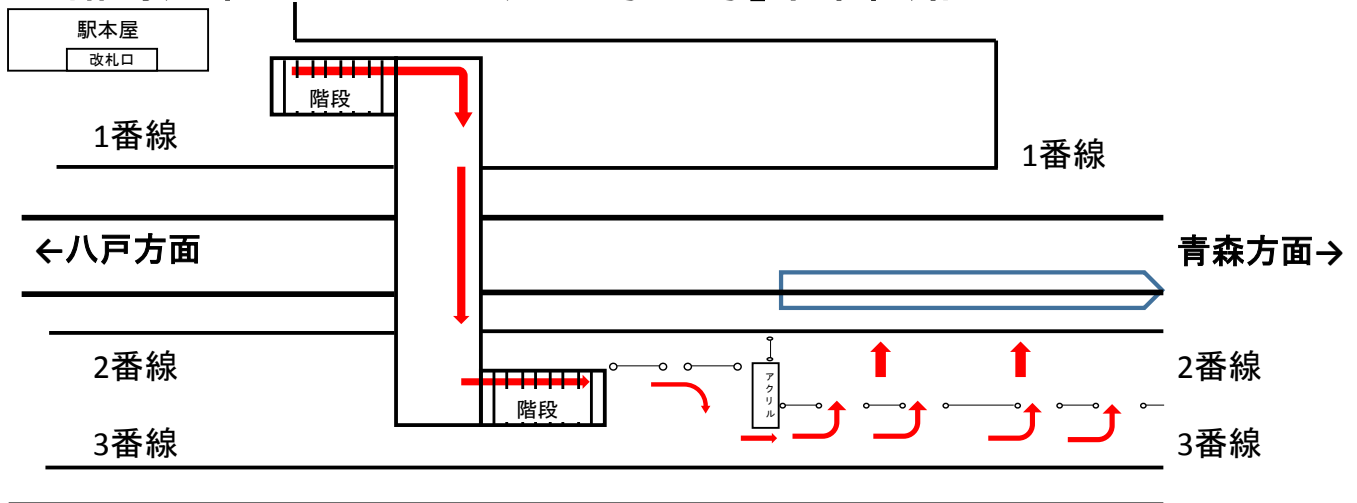 駅本屋
改札口
階段
1番線
1番線
←八戸方面
青森方面→
2番線
アクリル
2番線
階段
3番線
3番線